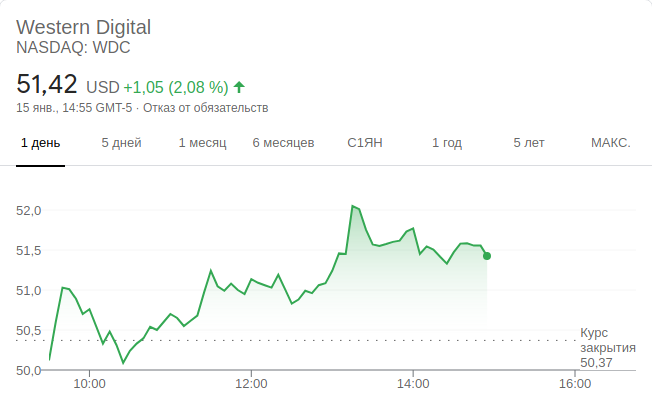 Western Digital
NASDAQ: WDC
51,42 USD +1,05 (2,08 %)
15 янв., 14:55 GMT-5 · Отказ от обязательств
1 день 5 дней 1 месяц 6 месяцев С1ЯН 1 год 5 лет МАКС.
52,0
51,5
51,0
50,5
50,0
Курс
закрытия
50,37
10:00 12:00 14:00 16:00